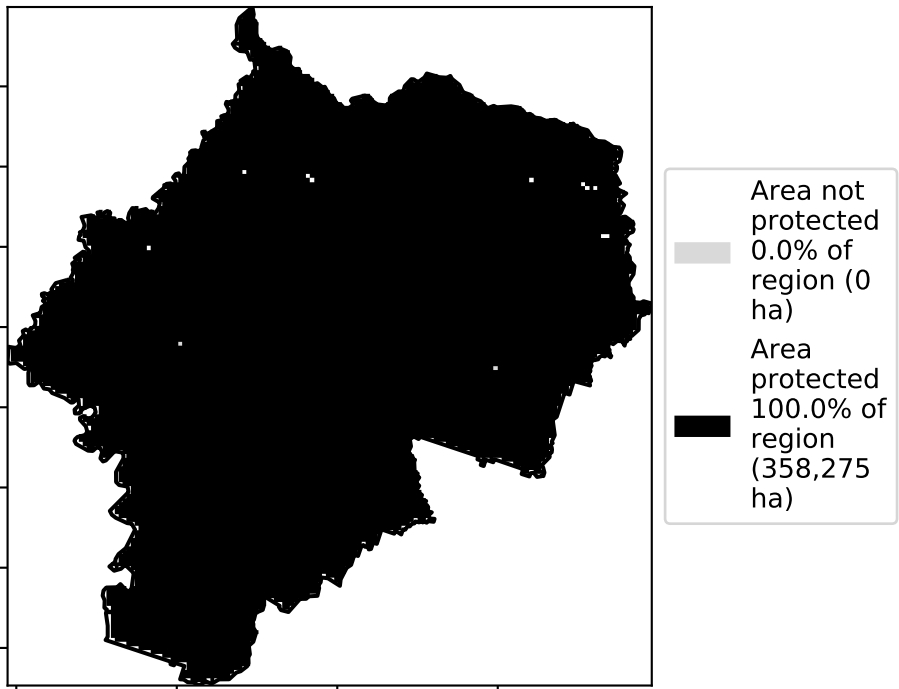 Area not
protected
0.0% of
region (0
ha)
Area
protected
100.0% of
region
(358,275
ha)